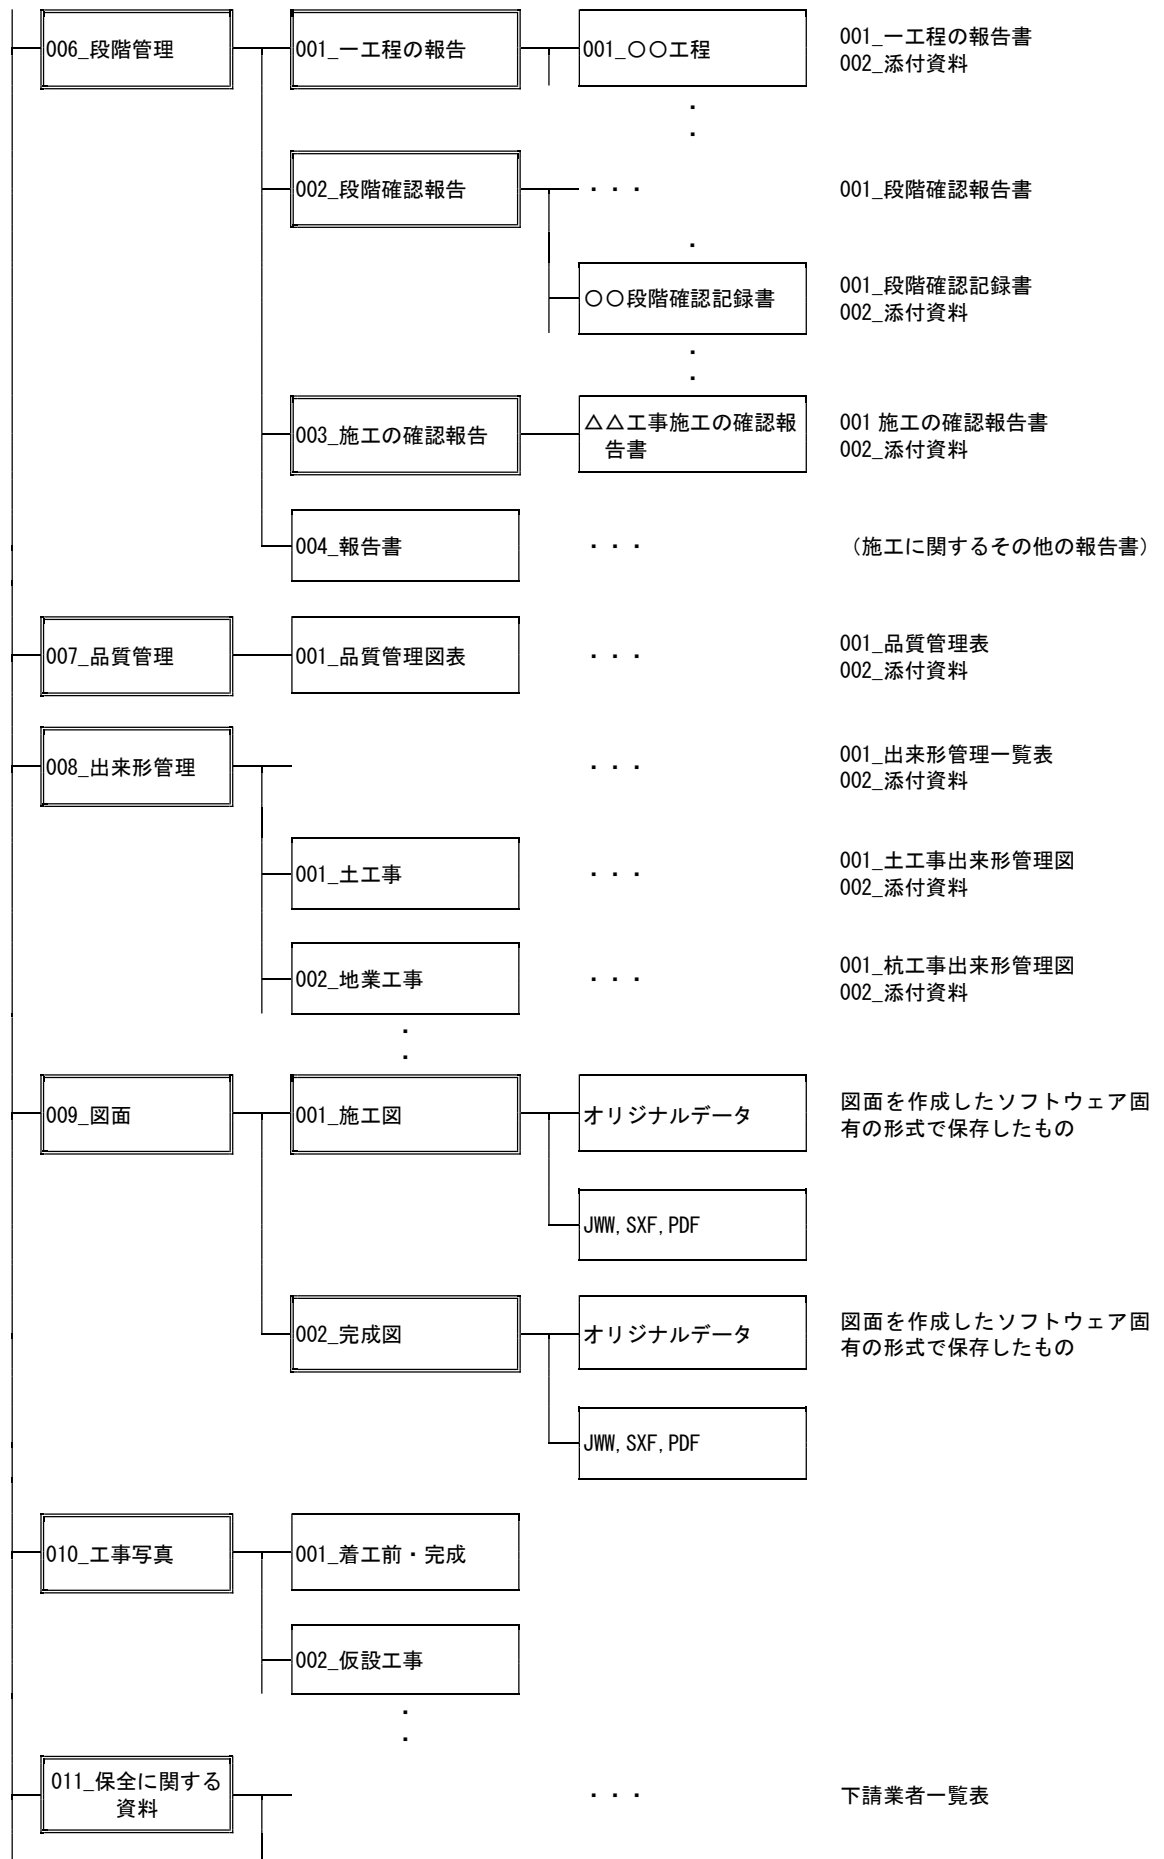 006_段階管理
001_一工程の報告
001_〇〇工程
001_一工程の報告書
002_添付資料
・
・
002_段階確認報告
・・・
001_段階確認報告書
・
〇〇段階確認記録書
001_段階確認記録書
002_添付資料
・
・
003_施工の確認報告
△△工事施工の確認報
告書
001 施工の確認報告書
002_添付資料
004_報告書
・・・
（施工に関するその他の報告書）
007_品質管理
001_品質管理図表
・・・
001_品質管理表
002_添付資料
008_出来形管理
・・・
001_出来形管理一覧表
002_添付資料
001_土工事
・・・
001_土工事出来形管理図
002_添付資料
002_地業工事
・・・
001_杭工事出来形管理図
002_添付資料
・
・
009_図面
001_施工図
オリジナルデータ
図面を作成したソフトウェア固
有の形式で保存したもの
JWW,SXF,PDF
002_完成図
オリジナルデータ
図面を作成したソフトウェア固
有の形式で保存したもの
JWW,SXF,PDF
010_工事写真
001_着工前・完成
002_仮設工事
・
・
011_保全に関する
資料
・・・
下請業者一覧表